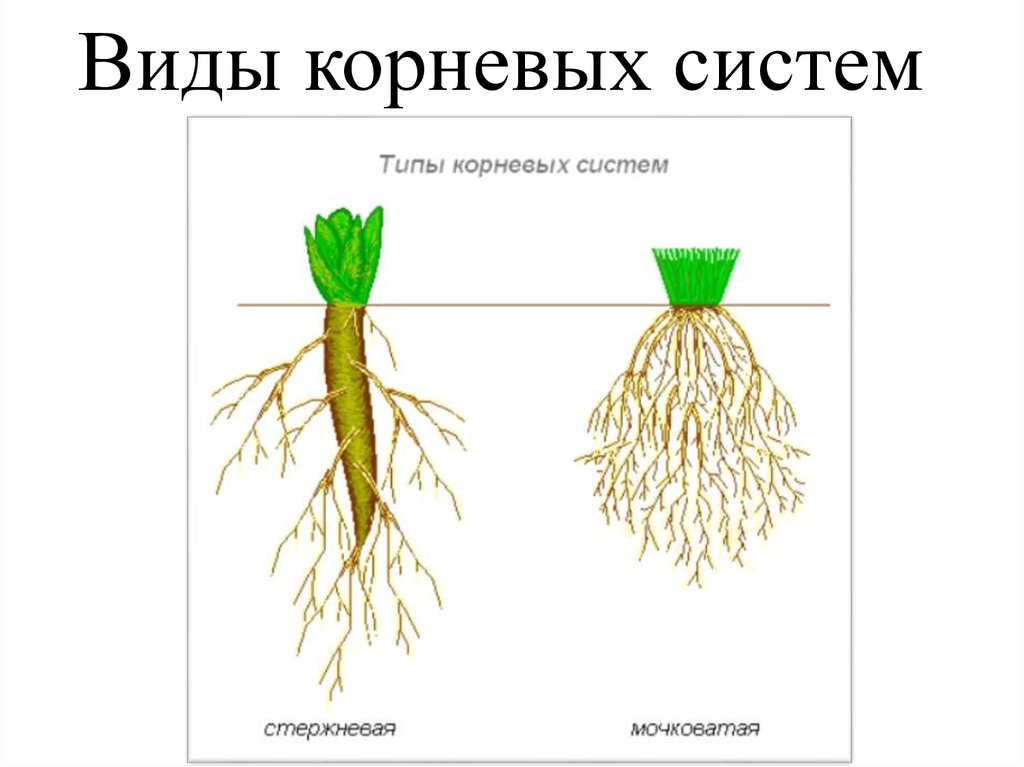 Виды корневых систем
Типы корневых систем
стержневая
мочковатая